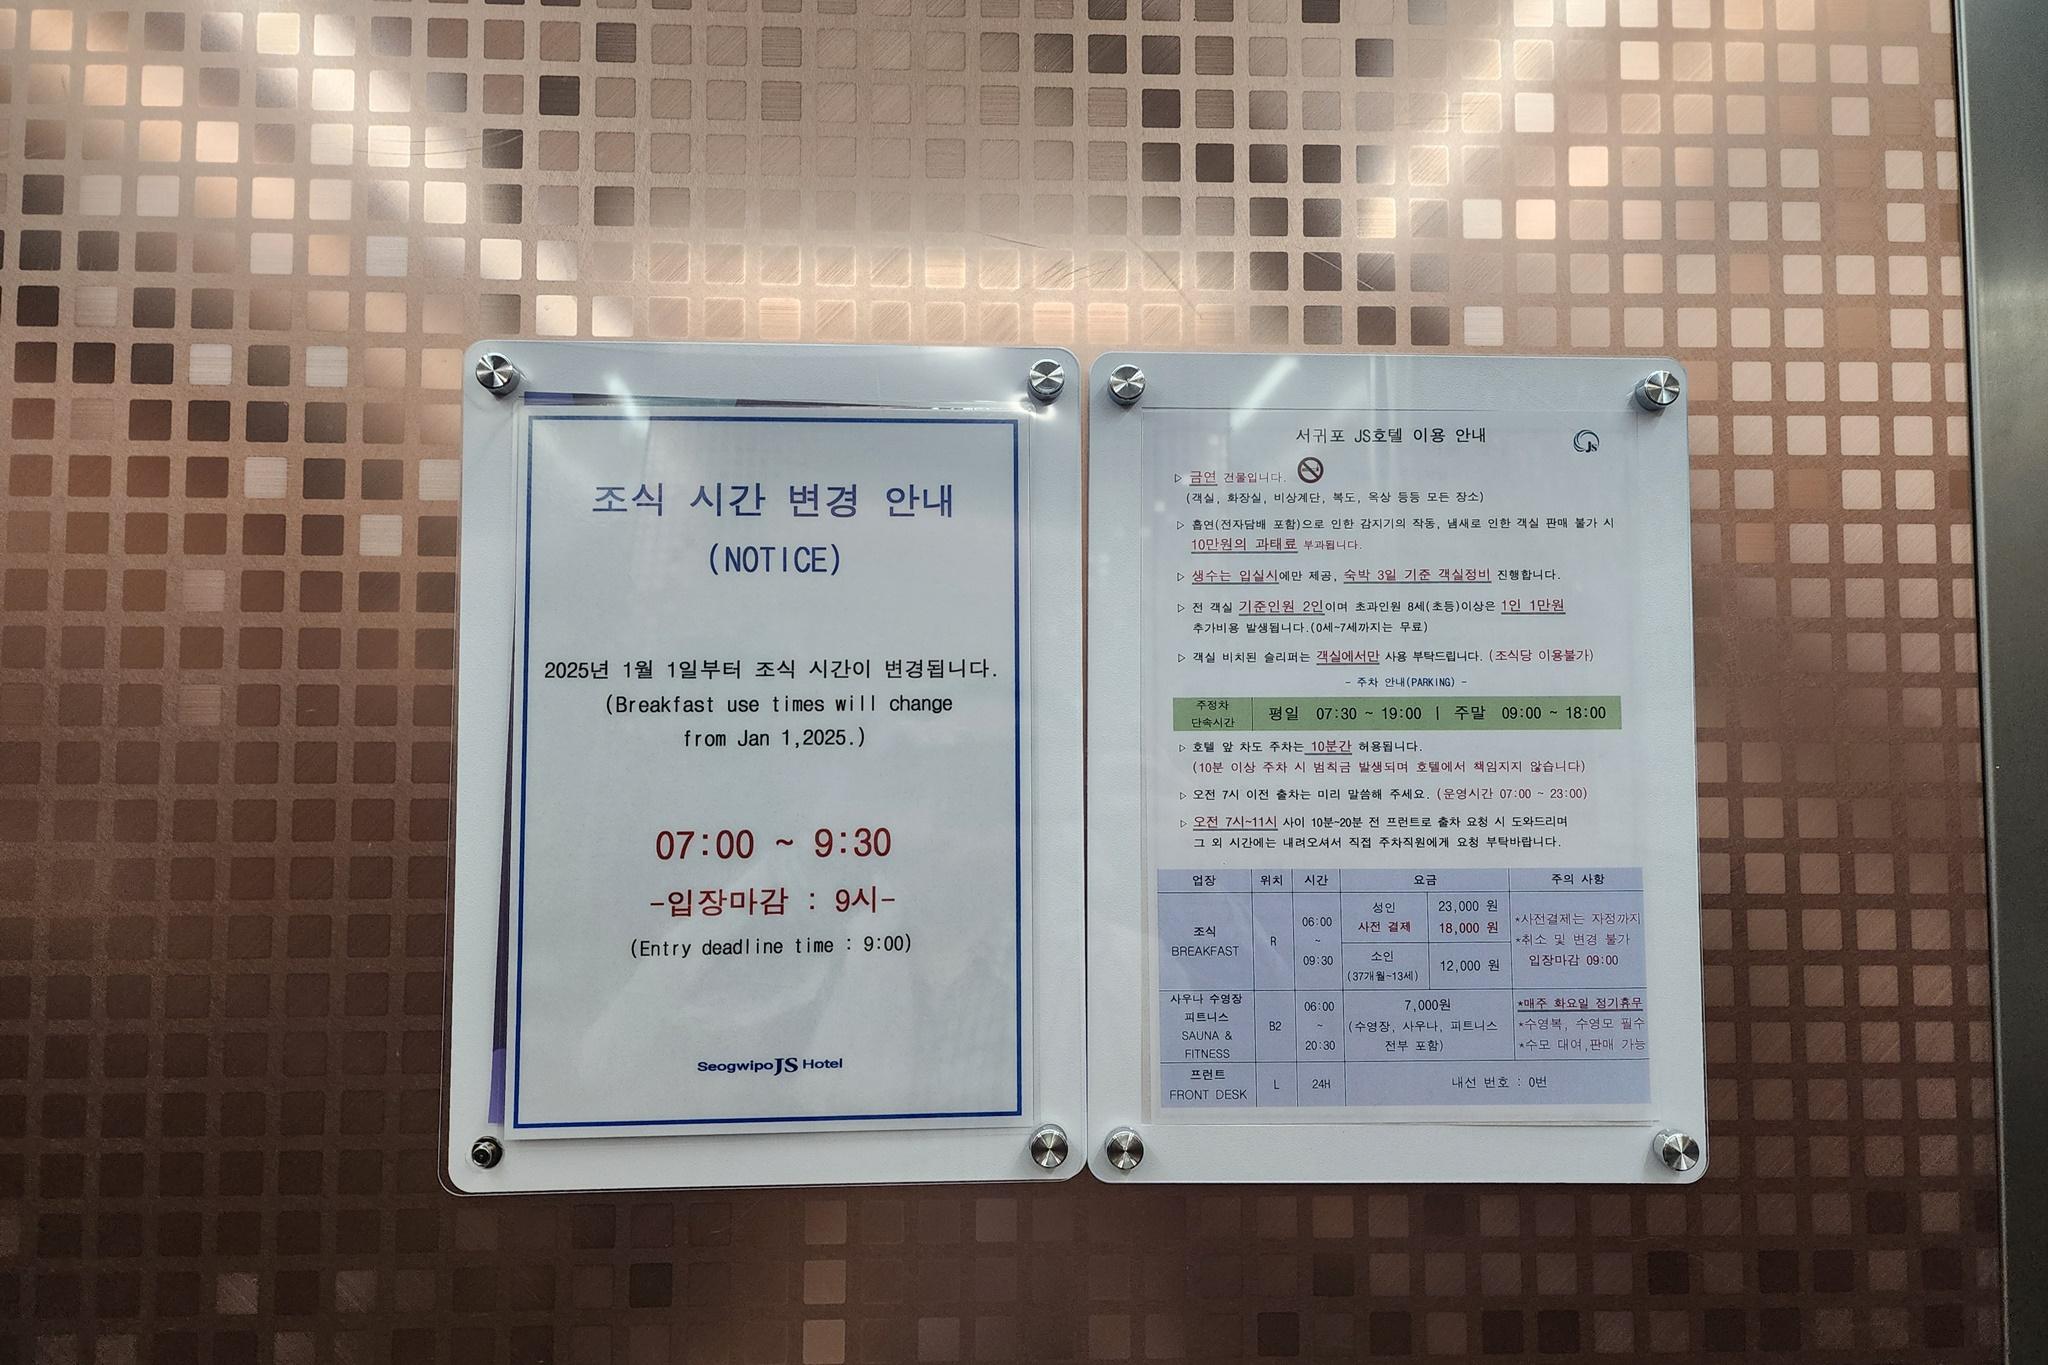 조식 시간 변경 안내
(NOTICE)
2025년 1월 1일부터 조식 시간이 변경됩니다.
(Breakfast use times will change
from Jan 1,2025.)
07:00 ~ 9:30
-입장마감 : 9시-
(Entry deadline time : 9:00)
Seogwipo JS Hotel
서귀포 JS호텔 이용 안내
JS
▷ 금연 건물입니다.
(객실, 화장실, 비상계단, 복도, 옥상 등등 모든 장소)
▷ 흡연(전자담배 포함)으로 인한 감지기의 작동, 냄새로 인한 객실 판매 불가 시
10만원의 과태료 부과됩니다.
▷ 생수는 입실시에만 제공, 숙박 3일 기준 객실정비 진행합니다.
▷ 전 객실 기준인원 2인이며 초과인원 8세(초등)이상은 1인 1만원
추가비용 발생됩니다.(0세~7세까지는 무료)
▷ 객실 비치된 슬리퍼는 객실에서만 사용 부탁드립니다. (조식당 이용불가)
- 주차 안내(PARKING) -
주정차
단속시간
평일 07:30 ~ 19:00 | 주말 09:00 ~ 18:00
▷ 호텔 앞 차도 주차는 10분간 허용됩니다.
(10분 이상 주차 시 범칙금 발생되며 호텔에서 책임지지 않습니다)
▷ 오전 7시 이전 출차는 미리 말씀해 주세요. (운영시간 07:00 ~ 23:00)
▷ 오전 7시~11시 사이 10분~20분 전 프런트로 출차 요청 시 도와드리며
그 외 시간에는 내려오셔서 직접 주차직원에게 요청 부탁바랍니다.
업장 위치 시간 요금 주의 사항
조식
BREAKFAST
R
06:00
~
09:30
성인 23,000 원
사전 결제 18,000 원
소인
(37개월~13세)
12,000 원
*사전결제는 자정까지
*취소 및 변경 불가
입장마감 09:00
사우나 수영장
피트니스
SAUNA &
FITNESS
B2
06:00
~
20:30
7,000원
(수영장, 사우나, 피트니스
전부 포함)
*매주 화요일 정기휴무
*수영복, 수영모 필수
*수모 대여,판매 가능
프런트
FRONT DESK
L
24H
내선 번호 : 0번